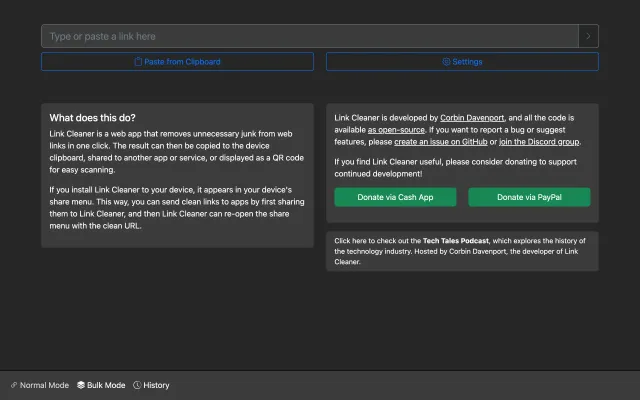 Type or paste a link here
Paste from Clipboard
Settings
What does this do?
Link Cleaner is a web app that removes unnecessary junk from web
links in one click. The result can then be copied to the device
clipboard, shared to another app or service, or displayed as a QR code
for easy scanning.
If you install Link Cleaner to your device, it appears in your device's
share menu. This way, you can send clean links to apps by first sharing
them to Link Cleaner, and then Link Cleaner can re-open the share
menu with the clean URL.
Link Cleaner is developed by Corbin Davenport, and all the code is
available as open-source. If you want to report a bug or suggest
features, please create an issue on GitHub or join the Discord group.
If you find Link Cleaner useful, please consider donating to support
continued development!
Donate via Cash App
Donate via PayPal
Click here to check out the Tech Tales Podcast, which explores the history of
the technology industry. Hosted by Corbin Davenport, the developer of Link
Cleaner.
Normal Mode
Bulk Mode
History